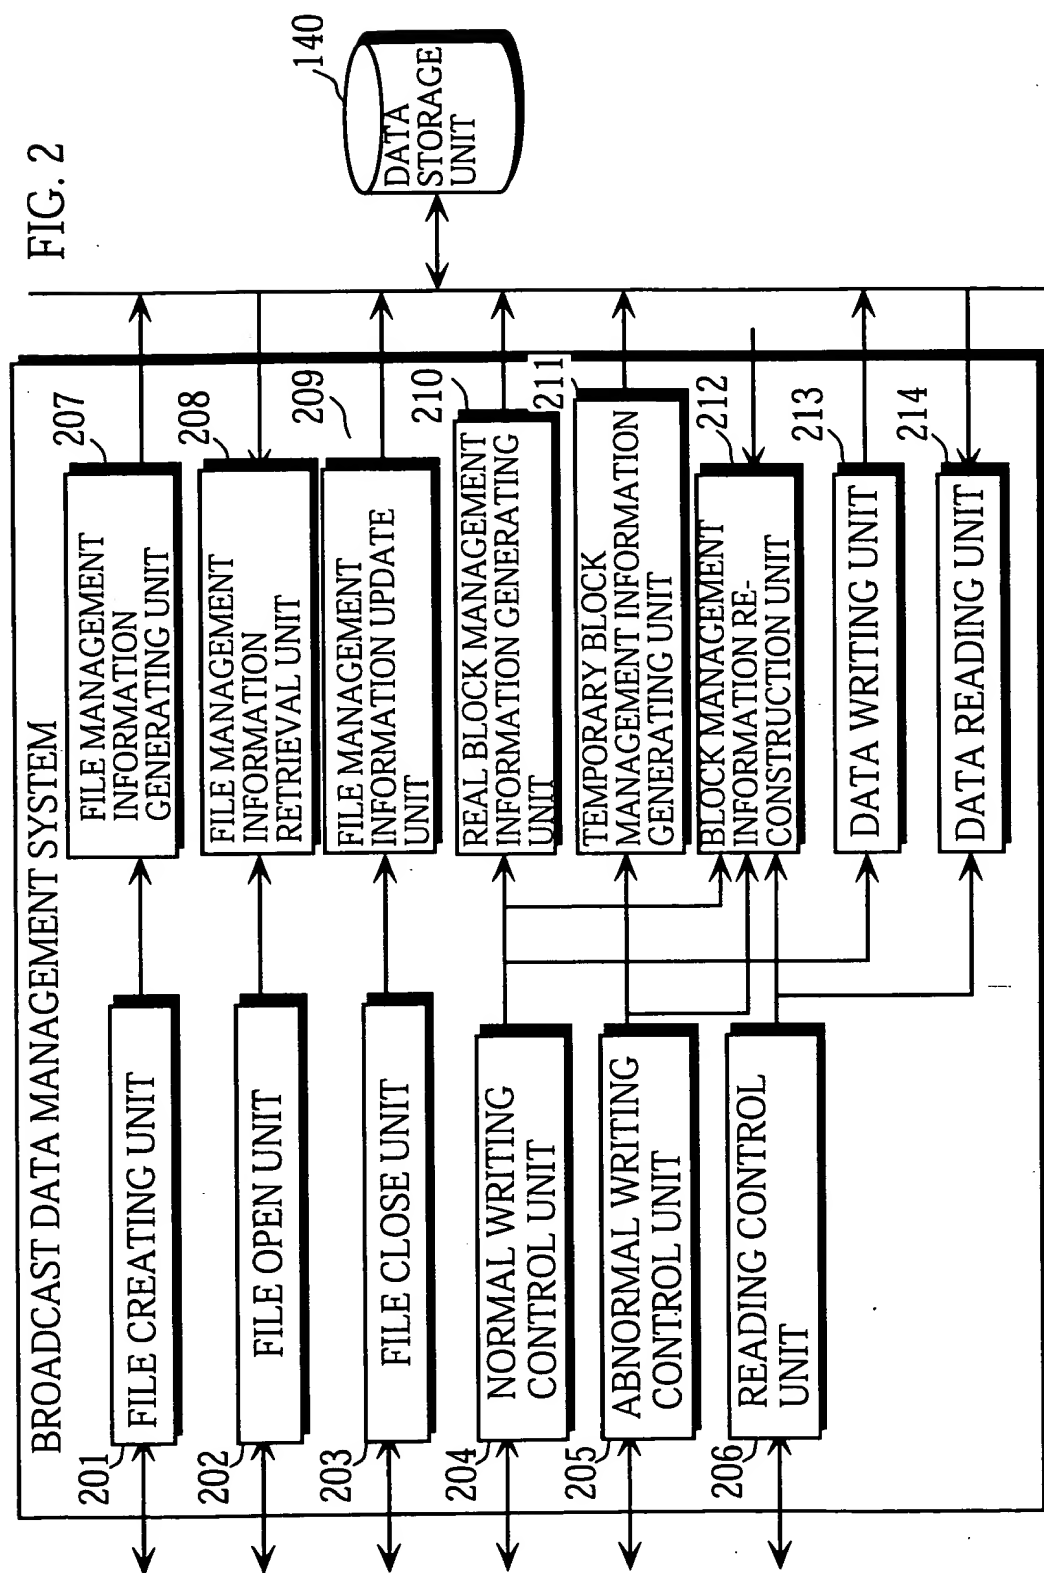 FIG. 2
BROADCAST DATA MANAGEMENT SYSTEM
201
FILE CREATING UNIT
202
FILE OPEN UNIT
203
FILE CLOSE UNIT
204
NORMAL WRITING
CONTROL UNIT
205
ABNORMAL WRITING
CONTROL UNIT
206
READING CONTROL
UNIT
207
FILE MANAGEMENT
INFORMATION
GENERATING UNIT
208
FILE MANAGEMENT
INFORMATION
RETRIEVAL UNIT
209
FILE MANAGEMENT
INFORMATION UPDATE
UNIT
210
REAL BLOCK MANAGEMENT
INFORMATION GENERATING
UNIT
211
TEMPORARY BLOCK
MANAGEMENT INFORMATION
GENERATING UNIT
212
BLOCK MANAGEMENT
INFORMATION RE-
CONSTRUCTION UNIT
213
DATA WRITING UNIT
214
DATA READING UNIT
140
DATA
STORAGE
UNIT